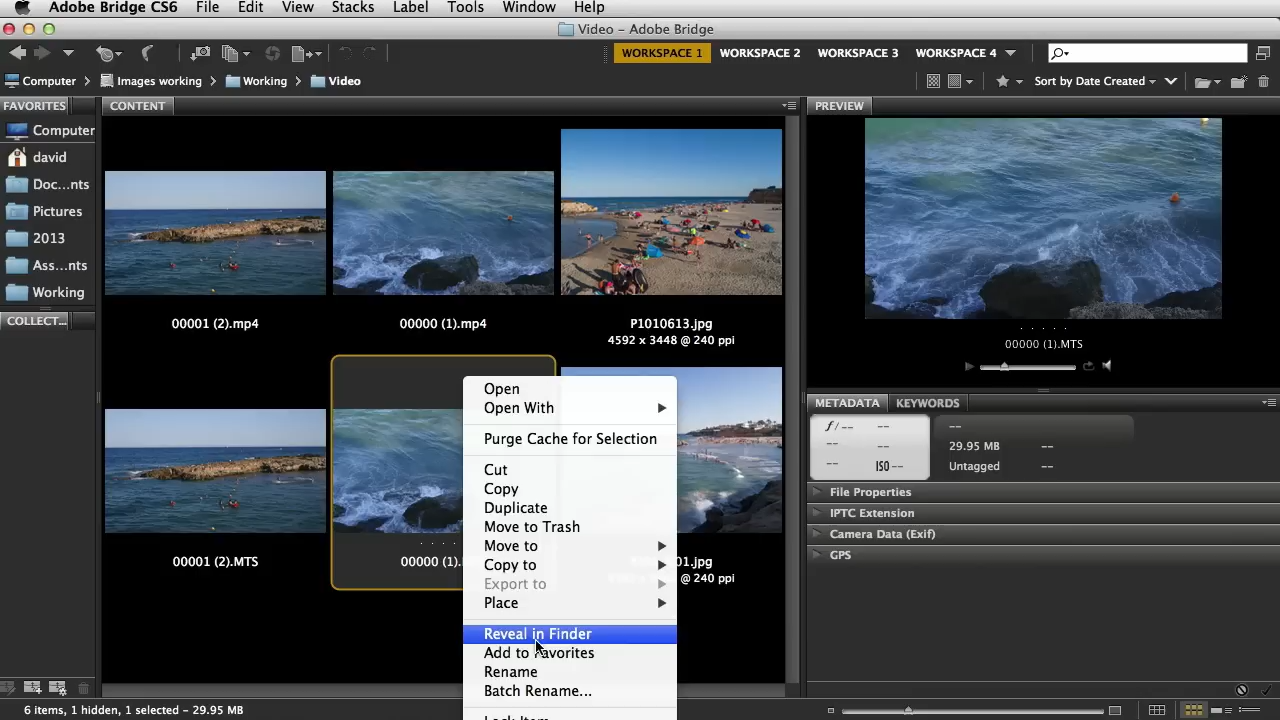 Adobe Bridge CS6 File Edit View Stacks Label Tools Window Help
Video – Adobe Bridge
WORKSPACE 1 WORKSPACE 2 WORKSPACE 3 WORKSPACE 4
Computer Images working Working Video
Sort by Date Created
FAVORITES
Computer
david
Doc...nts
Pictures
2013
Ass...nts
Working
COLLECT...
CONTENT
00001 (2).mp4
00000 (1).mp4
P1010613.jpg
4592 x 3448 @ 240 ppi
00001 (2).MTS
00000 (1).
01.jpg
@ 240 ppi
Open
Open With
Purge Cache for Selection
Cut
Copy
Duplicate
Move to Trash
Move to
Copy to
Export to
Place
Reveal in Finder
Add to Favorites
Rename
Batch Rename...
Lock Item
PREVIEW
00000 (1).MTS
METADATA KEYWORDS
ƒ/-- --
-- --
-- ISO --
--
29.95 MB --
Untagged --
File Properties
IPTC Extension
Camera Data (Exif)
GPS
6 items, 1 hidden, 1 selected - 29.95 MB